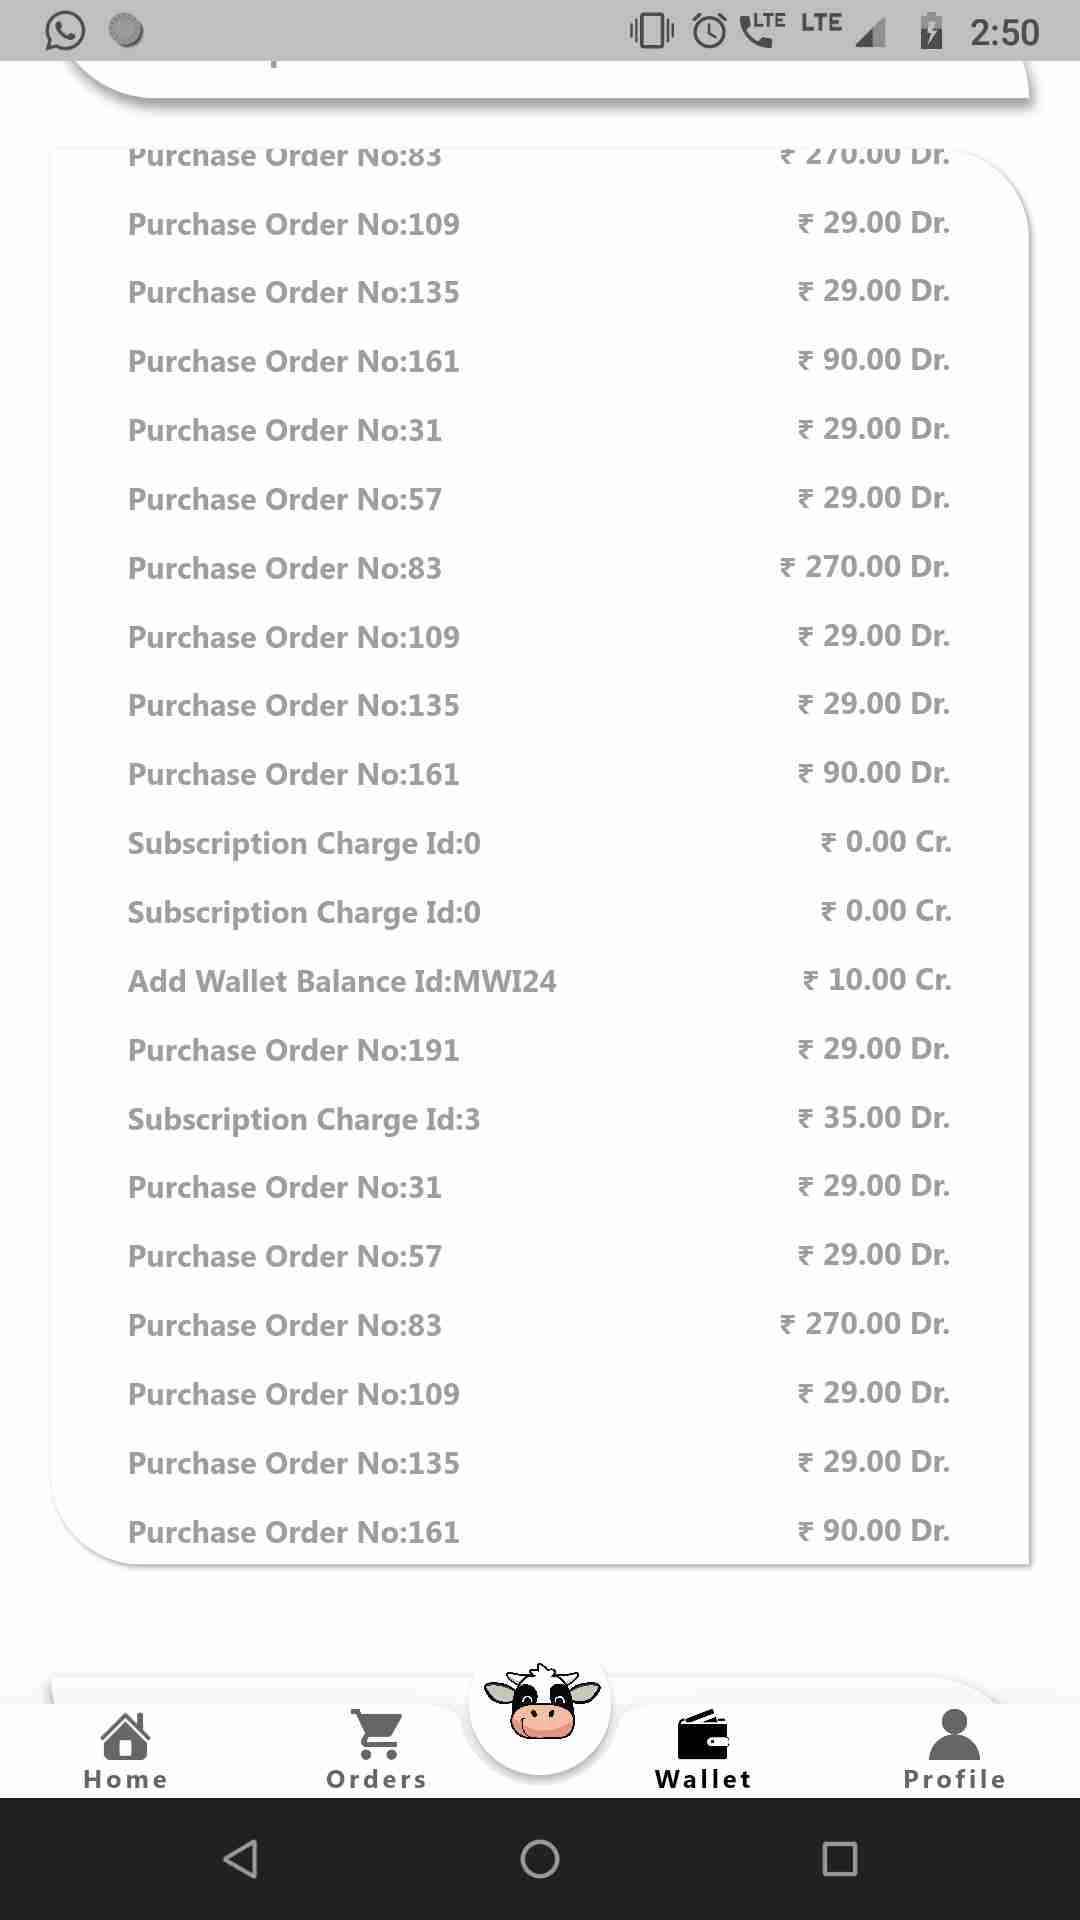 LTE LTE 2:50
Purchase Order No:83 ₹ 270.00 Dr.
Purchase Order No:109 ₹ 29.00 Dr.
Purchase Order No:135 ₹ 29.00 Dr.
Purchase Order No:161 ₹ 90.00 Dr.
Purchase Order No:31 ₹ 29.00 Dr.
Purchase Order No:57 ₹ 29.00 Dr.
Purchase Order No:83 ₹ 270.00 Dr.
Purchase Order No:109 ₹ 29.00 Dr.
Purchase Order No:135 ₹ 29.00 Dr.
Purchase Order No:161 ₹ 90.00 Dr.
Subscription Charge Id:0 ₹ 0.00 Cr.
Subscription Charge Id:0 ₹ 0.00 Cr.
Add Wallet Balance Id:MWI24 ₹ 10.00 Cr.
Purchase Order No:191 ₹ 29.00 Dr.
Subscription Charge Id:3 ₹ 35.00 Dr.
Purchase Order No:31 ₹ 29.00 Dr.
Purchase Order No:57 ₹ 29.00 Dr.
Purchase Order No:83 ₹ 270.00 Dr.
Purchase Order No:109 ₹ 29.00 Dr.
Purchase Order No:135 ₹ 29.00 Dr.
Purchase Order No:161 ₹ 90.00 Dr.
Home Orders Wallet Profile